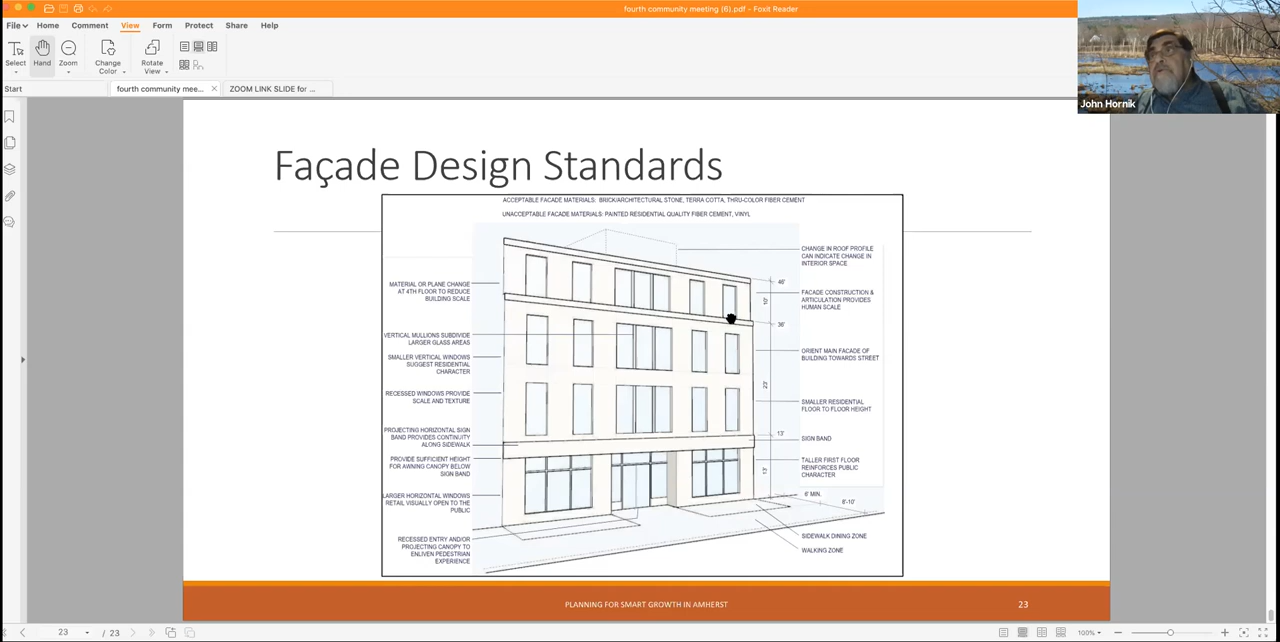 fourth community meeting (6).pdf - Foxit Reader
File Home Comment View Form Protect Share Help
Select Hand Zoom Change Color Rotate View
Start fourth community mee... ZOOM LINK SLIDE for ...
John Hornik
Façade Design Standards
ACCEPTABLE FACADE MATERIALS: BRICK/ARCHITECTURAL STONE, TERRA COTTA, THRU-COLOR FIBER CEMENT
UNACCEPTABLE FACADE MATERIALS: PAINTED RESIDENTIAL QUALITY FIBER CEMENT, VINYL
MATERIAL OR PLANE CHANGE
AT 4TH FLOOR TO REDUCE
BUILDING SCALE
VERTICAL MULLIONS SUBDIVIDE
LARGER GLASS AREAS
SMALLER VERTICAL WINDOWS
SUGGEST RESIDENTIAL
CHARACTER
RECESSED WINDOWS PROVIDE
SCALE AND TEXTURE
PROJECTING HORIZONTAL SIGN
BAND PROVIDES CONTINUITY
ALONG SIDEWALK
PROVIDE SUFFICIENT HEIGHT
FOR AWNING CANOPY BELOW
SIGN BAND
LARGER HORIZONTAL WINDOWS
RETAIL VISUALLY OPEN TO THE
PUBLIC
RECESSED ENTRY AND/OR
PROJECTING CANOPY TO
ENLIVEN PEDESTRIAN
EXPERIENCE
46'
10'
36'
23'
13'
13'
6' MIN.
8'-10'
CHANGE IN ROOF PROFILE
CAN INDICATE CHANGE IN
INTERIOR SPACE
FACADE CONSTRUCTION &
ARTICULATION PROVIDES
HUMAN SCALE
ORIENT MAIN FACADE OF
BUILDING TOWARDS STREET
SMALLER RESIDENTIAL
FLOOR TO FLOOR HEIGHT
SIGN BAND
TALLER FIRST FLOOR
REINFORCES PUBLIC
CHARACTER
SIDEWALK DINING ZONE
WALKING ZONE
PLANNING FOR SMART GROWTH IN AMHERST 23
23 / 23 100%